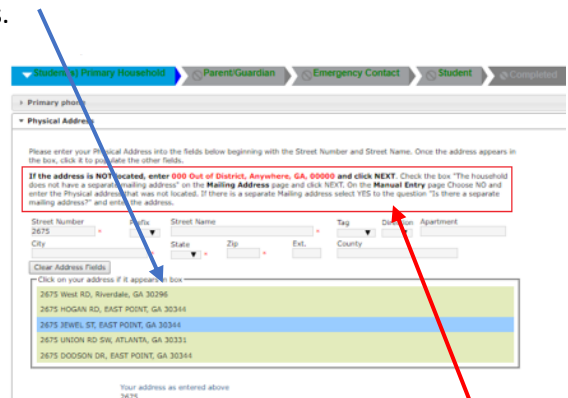 s.
Student(s) Primary Household Parent/Guardian Emergency Contact Student Completed
Primary phone
Physical Address
Please enter your Physical Address into the fields below beginning with the Street Number and Street Name. Once the address appears in
the box, click it to populate the other fields.
If the address is NOT located, enter 000 Out of District, Anywhere, GA, 00000 and click NEXT. Check the box "The household
does not have a separate mailing address" on the Mailing Address page and click NEXT. On the Manual Entry page Choose NO and
enter the Physical address that was not located. If there is a separate Mailing address select YES to the question "Is there a separate
mailing address?" and enter the address.
Street Number Prefix Street Name Tag Direction Apartment
2675 * *
City State Zip Ext. County
* *
Clear Address Fields
Click on your address if it appears in box
2675 West RD, Riverdale, GA 30296
2675 HOGAN RD, EAST POINT, GA 30344
2675 JEWEL ST, EAST POINT, GA 30344
2675 UNION RD SW, ATLANTA, GA 30331
2675 DODSON DR, EAST POINT, GA 30344
Your address as entered above
2675